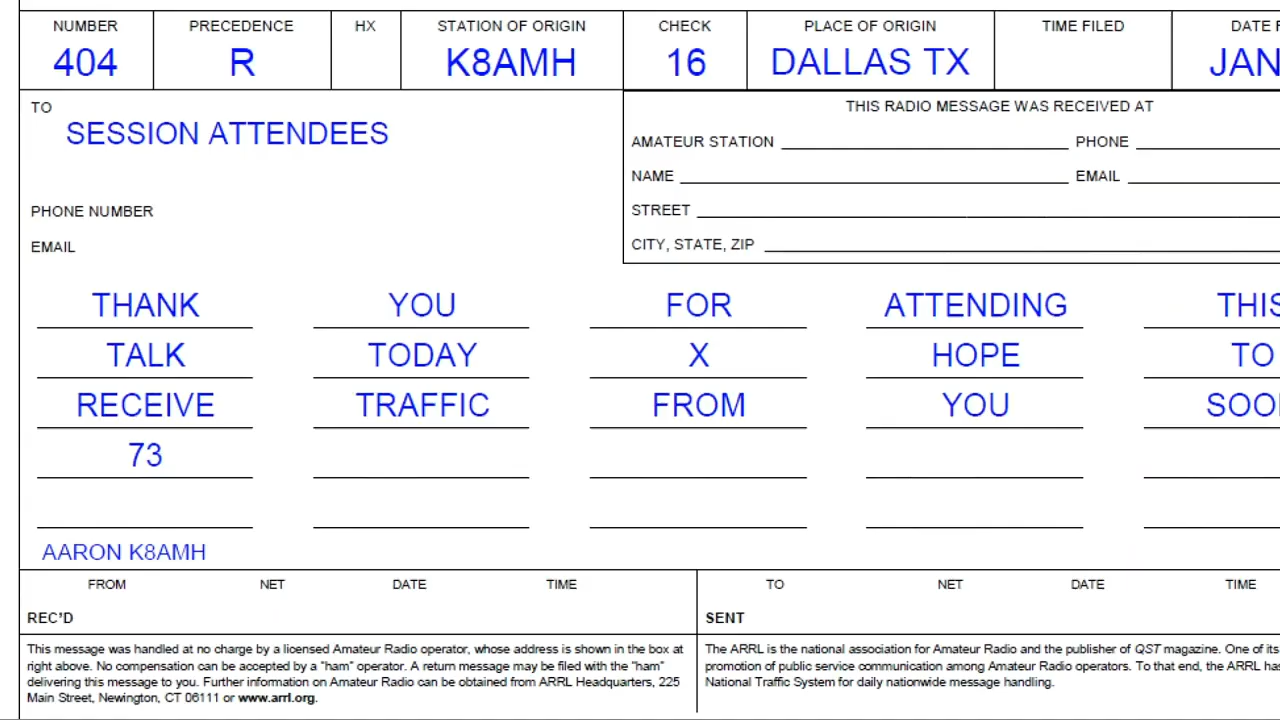 NUMBER PRECEDENCE HX STATION OF ORIGIN CHECK PLACE OF ORIGIN TIME FILED DATE
404 R K8AMH 16 DALLAS TX JAN
TO
SESSION ATTENDEES
PHONE NUMBER
EMAIL
THIS RADIO MESSAGE WAS RECEIVED AT
AMATEUR STATION PHONE
NAME EMAIL
STREET
CITY, STATE, ZIP
THANK YOU FOR ATTENDING THIS
TALK TODAY X HOPE TO
RECEIVE TRAFFIC FROM YOU
73
AARON K8AMH
FROM NET DATE TIME
REC'D
TO NET DATE TIME
SENT
This message was handled at no charge by a licensed Amateur Radio operator, whose address is shown in the box at
right above. No compensation can be accepted by a "ham" operator. A return message may be filed with the "ham"
delivering this message to you. Further information on Amateur Radio can be obtained from ARRL Headquarters, 225
Main Street, Newington, CT 06111 or www.arrl.org.
The ARRL is the national association for Amateur Radio and the publisher of QST magazine. One of its
promotion of public service communication among Amateur Radio operators. To that end, the ARRL has
National Traffic System for daily nationwide message handling.